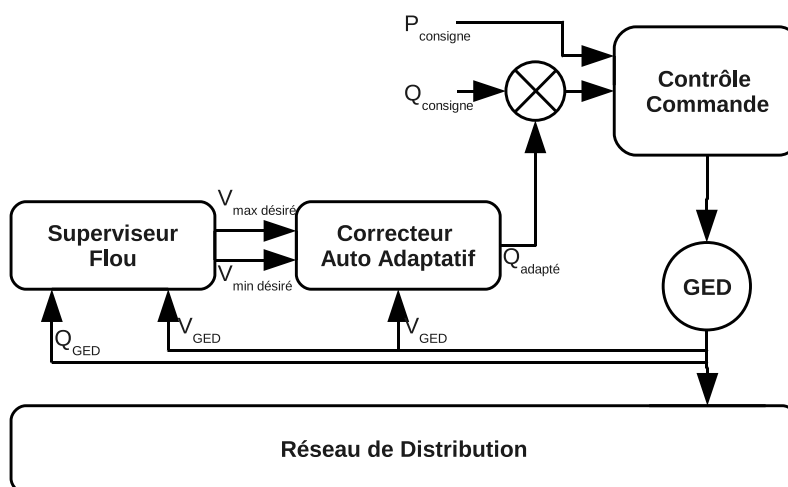 P consigne
Contrôle
Commande
Q consigne
V max désiré
Superviseur
Flou
Correcteur
Auto Adaptatif
V min désiré
Q adapté
GED
Q GED
V GED
V GED
Réseau de Distribution